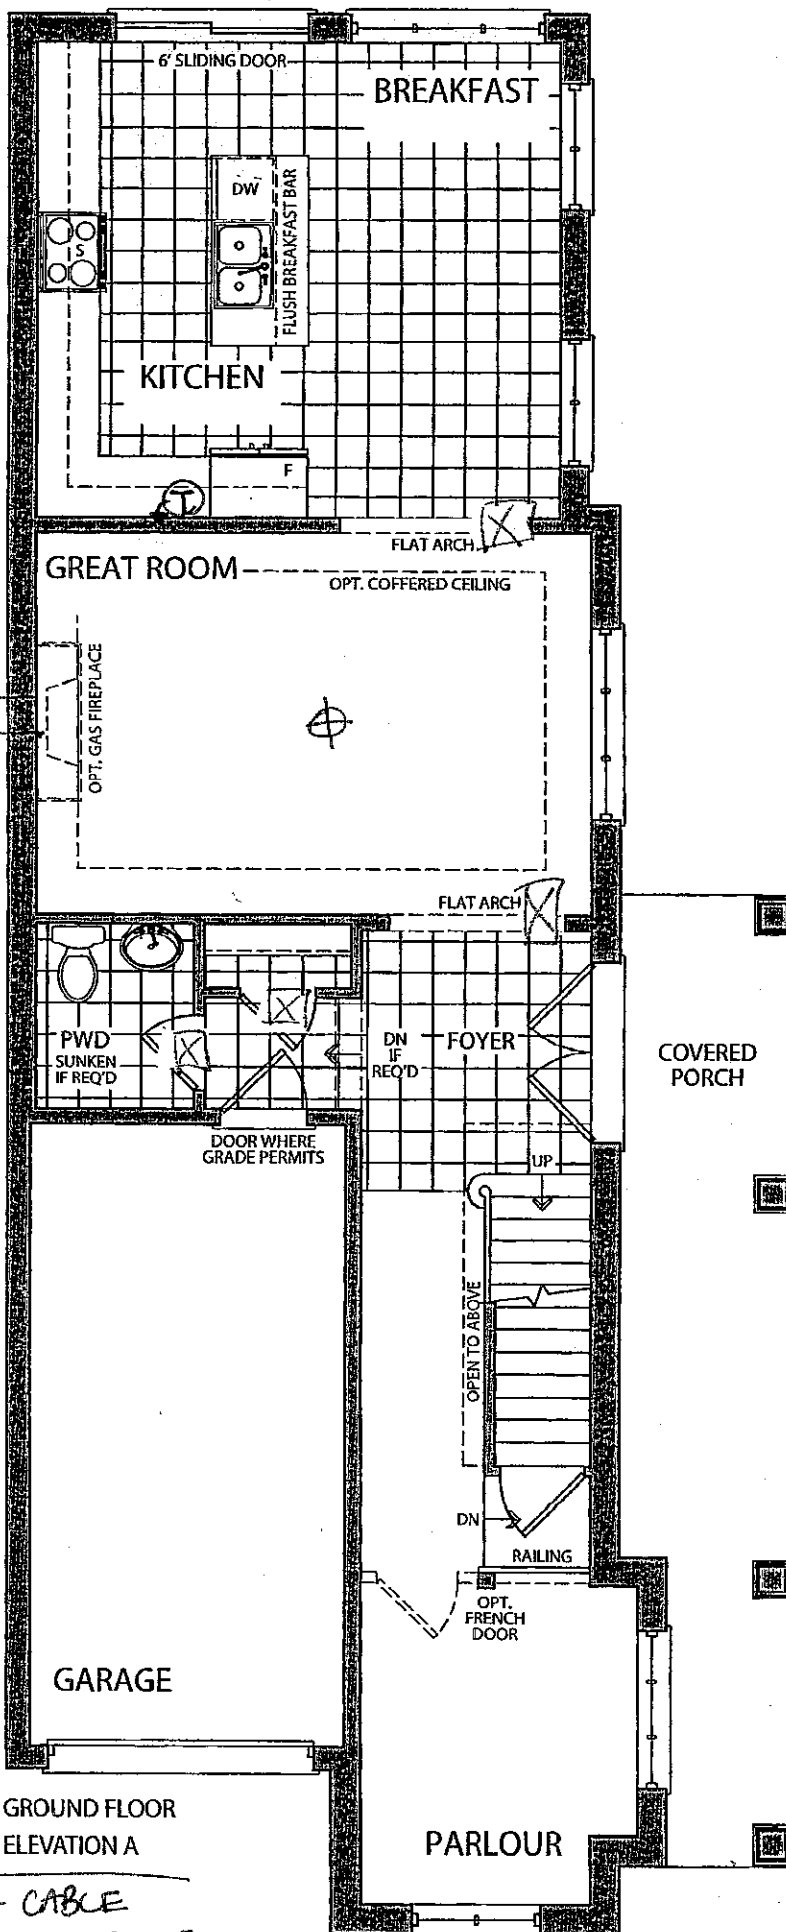 6' SLIDING DOOR
BREAKFAST
DW
FLUSH BREAKFAST BAR
S
KITCHEN
F
T
FLAT ARCH
GREAT ROOM
OPT. COFFERED CEILING
OPT. GAS FIREPLACE
FLAT ARCH
PWD
SUNKEN
IF REQ'D
DN
IF
REQ'D
FOYER
COVERED
PORCH
DOOR WHERE
GRADE PERMITS
UP
OPEN TO ABOVE
DN
RAILING
OPT.
FRENCH
DOOR
GARAGE
GROUND FLOOR
ELEVATION A
PARLOUR
- CABLE